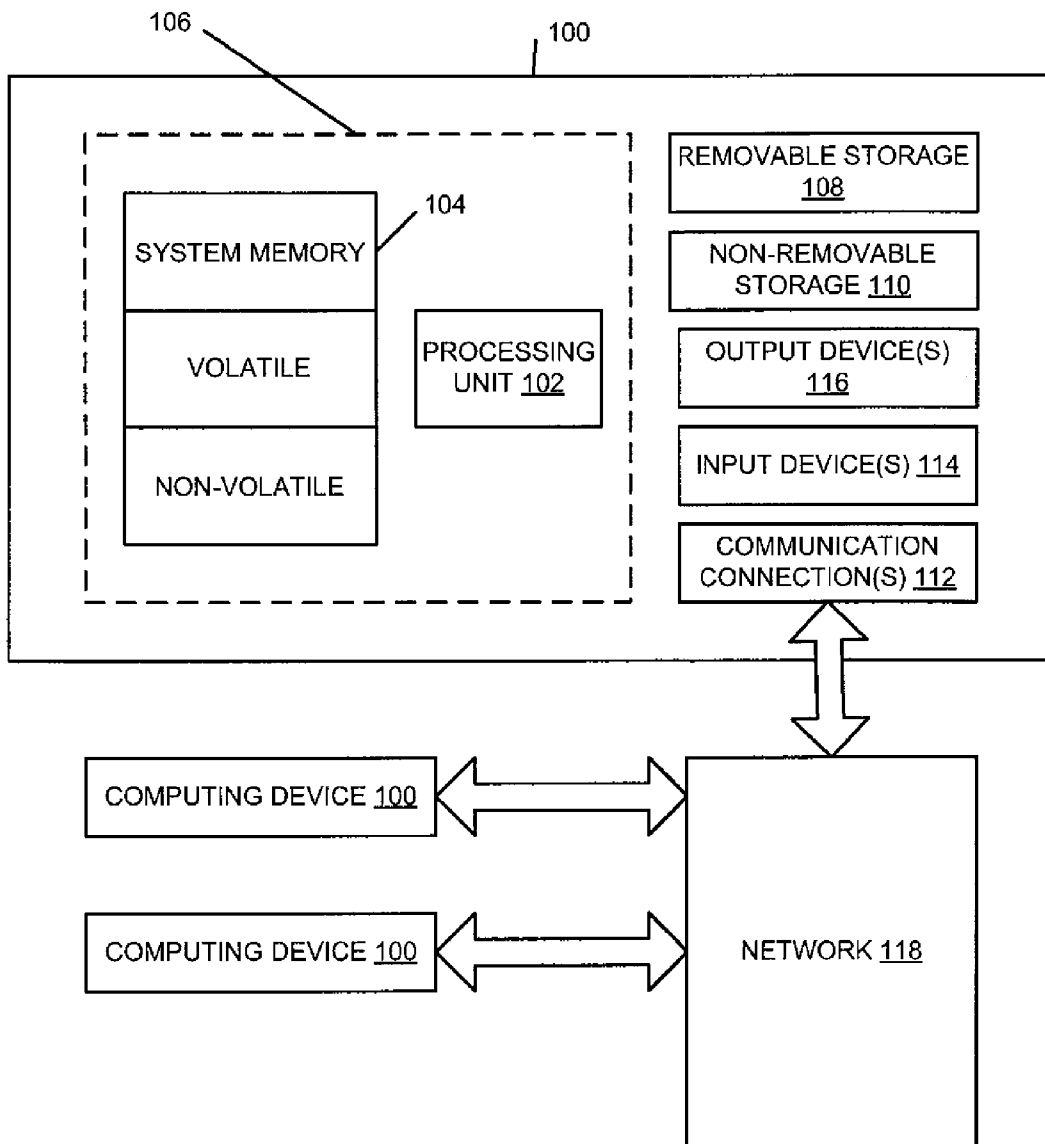 106
100
104
SYSTEM MEMORY
VOLATILE
NON-VOLATILE
PROCESSING
UNIT 102
REMOVABLE STORAGE
108
NON-REMOVABLE
STORAGE 110
OUTPUT DEVICE(S)
116
INPUT DEVICE(S) 114
COMMUNICATION
CONNECTION(S) 112
COMPUTING DEVICE 100
COMPUTING DEVICE 100
NETWORK 118